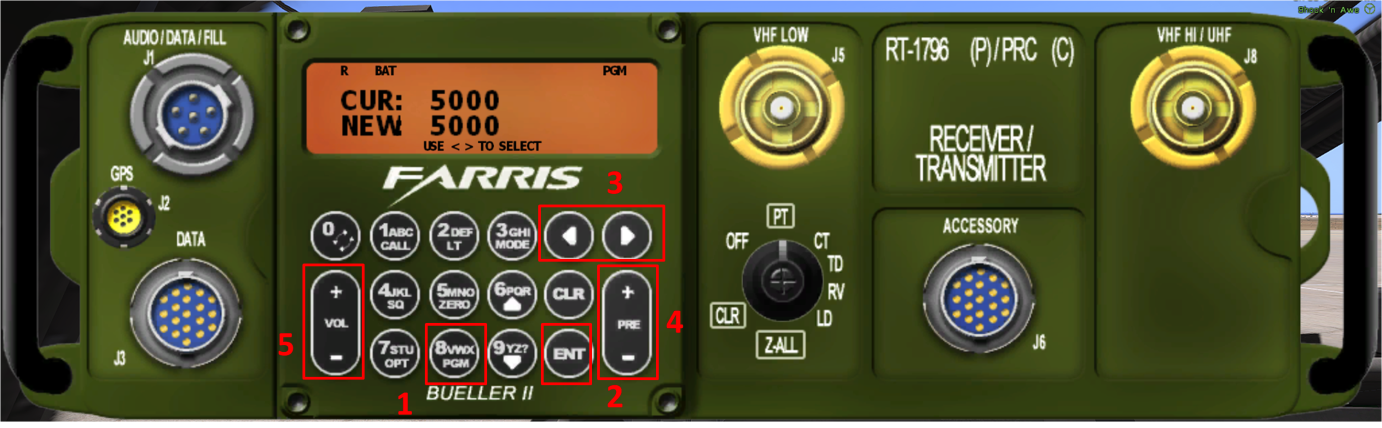 Shack 'n Awe
AUDIO / DATA / FILL
J1
GPS
J2
DATA
J3
R BAT PGM
CUR: 5000
NEW: 5000
USE < > TO SELECT
FARRIS
3
0
1ABC
CALL
2DEF
LT
3GHI
MODE
+
VOL
-
4JKL
SQ
5MNO
ZERO
6PQR
CLR
+
PRE
-
5
4
7STU
OPT
8VWX
PGM
9YZ?
ENT
1
BUELLER II
2
VHF LOW
J5
PT
OFF
CT
TD
RV
LD
CLR
Z-ALL
RT-1796 (P)/PRC (C)
RECEIVER/
TRANSMITTER
ACCESSORY
J6
VHF HI / UHF
J8